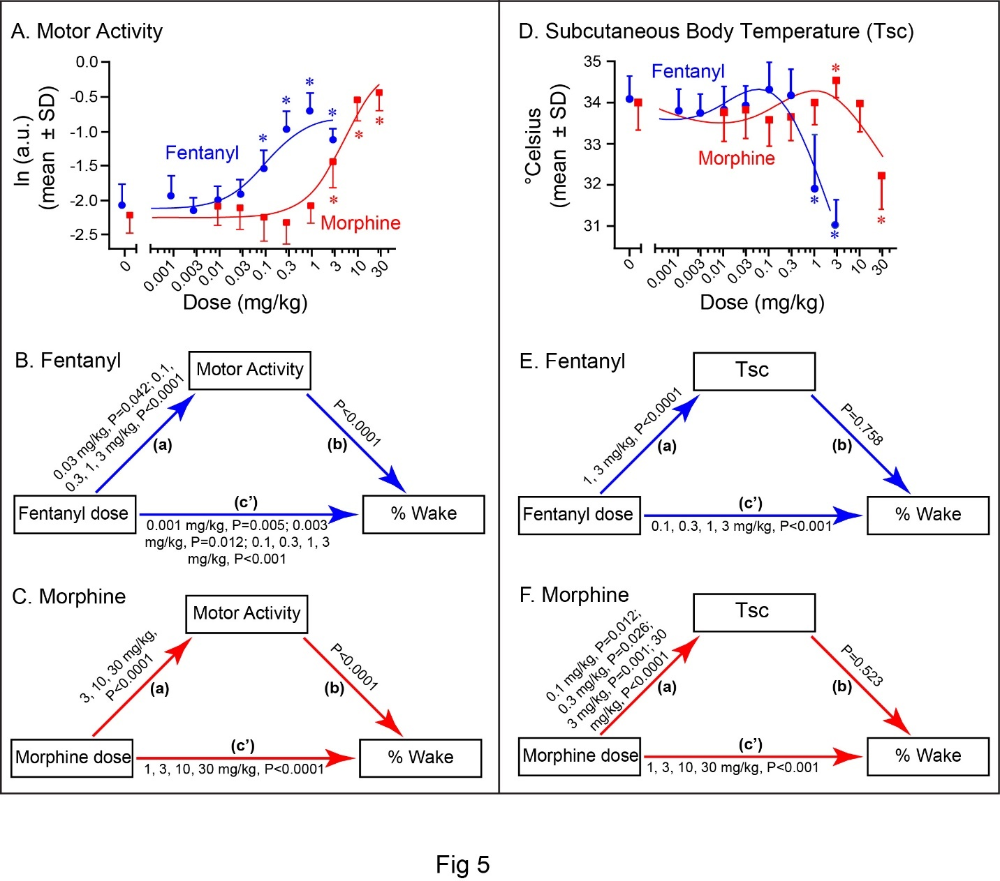 A. Motor Activity
0.0
-0.5
-1.0
-1.5
-2.0
-2.5
ln (a.u.)
(mean ± SD)
Fentanyl
Morphine
*
*
*
*
*
*
*
0
0.001
0.003
0.01
0.03
0.1
0.3
1
3
10
30
Dose (mg/kg)
B. Fentanyl
Motor Activity
0.03 mg/kg, P=0.042; 0.1,
0.3, 1, 3 mg/kg, P<0.0001
(a)
P<0.0001
(b)
Fentanyl dose
(c’)
0.001 mg/kg, P=0.005; 0.003
mg/kg, P=0.012; 0.1, 0.3, 1, 3
mg/kg, P<0.001
% Wake
C. Morphine
Motor Activity
3, 10, 30 mg/kg,
P<0.0001
(a)
P<0.0001
(b)
Morphine dose
(c’)
1, 3, 10, 30 mg/kg, P<0.0001
% Wake
D. Subcutaneous Body Temperature (Tsc)
35
34
33
32
31
°Celsius
(mean ± SD)
Fentanyl
Morphine
*
*
*
*
0
0.001
0.003
0.01
0.03
0.1
0.3
1
3
10
30
Dose (mg/kg)
E. Fentanyl
Tsc
1, 3 mg/kg, P<0.0001
(a)
P=0.758
(b)
Fentanyl dose
(c’)
0.1, 0.3, 1, 3 mg/kg, P<0.001
% Wake
F. Morphine
Tsc
0.1 mg/kg, P=0.012;
0.3 mg/kg, P=0.026;
3 mg/kg, P=0.001; 30
mg/kg, P<0.0001
(a)
P=0.523
(b)
Morphine dose
(c’)
1, 3, 10, 30 mg/kg, P<0.001
% Wake
Fig 5